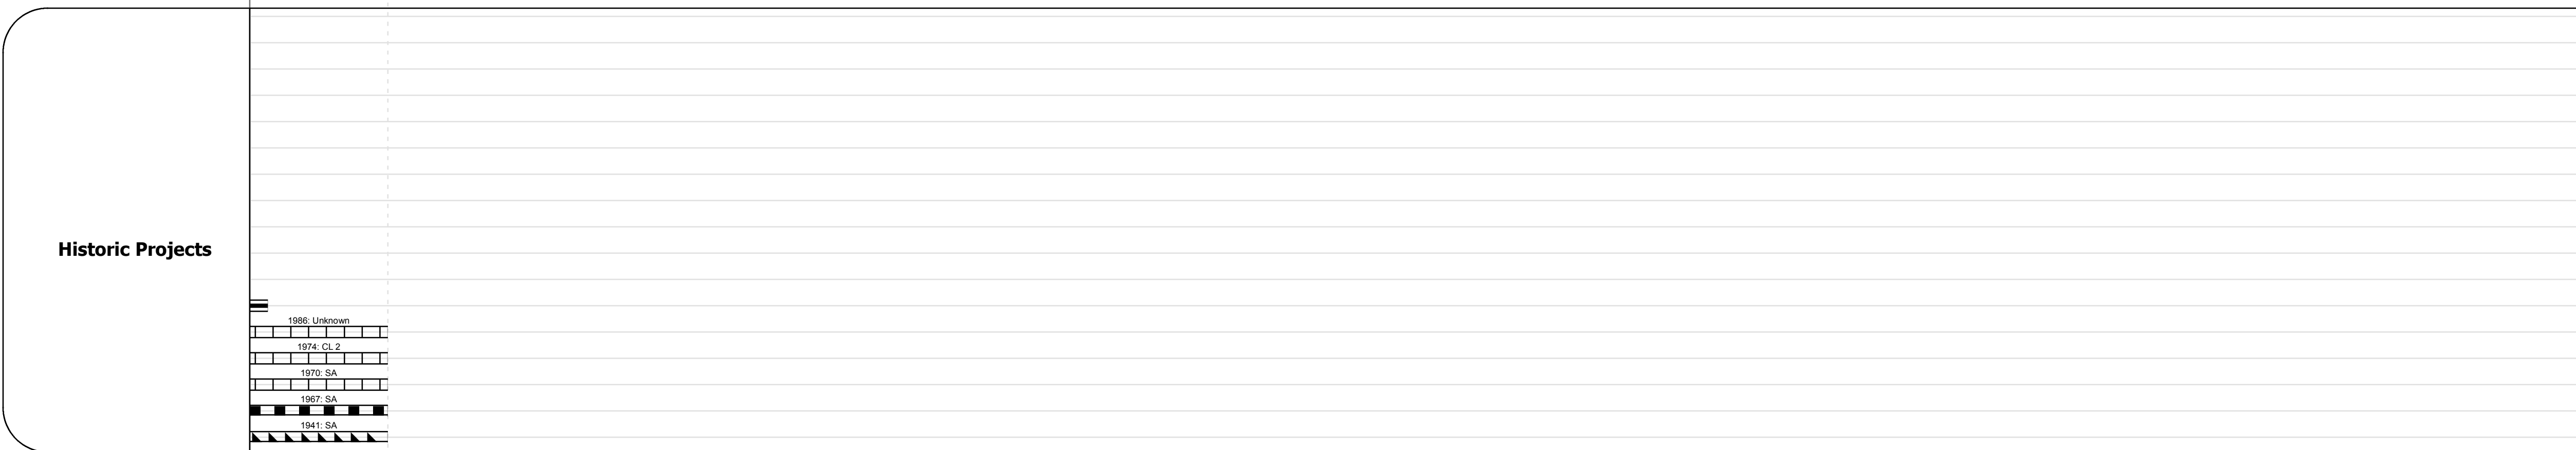 Historic Projects
1986: Unknown
1974: CL 2
1970: SA
1967: SA
1941: SA